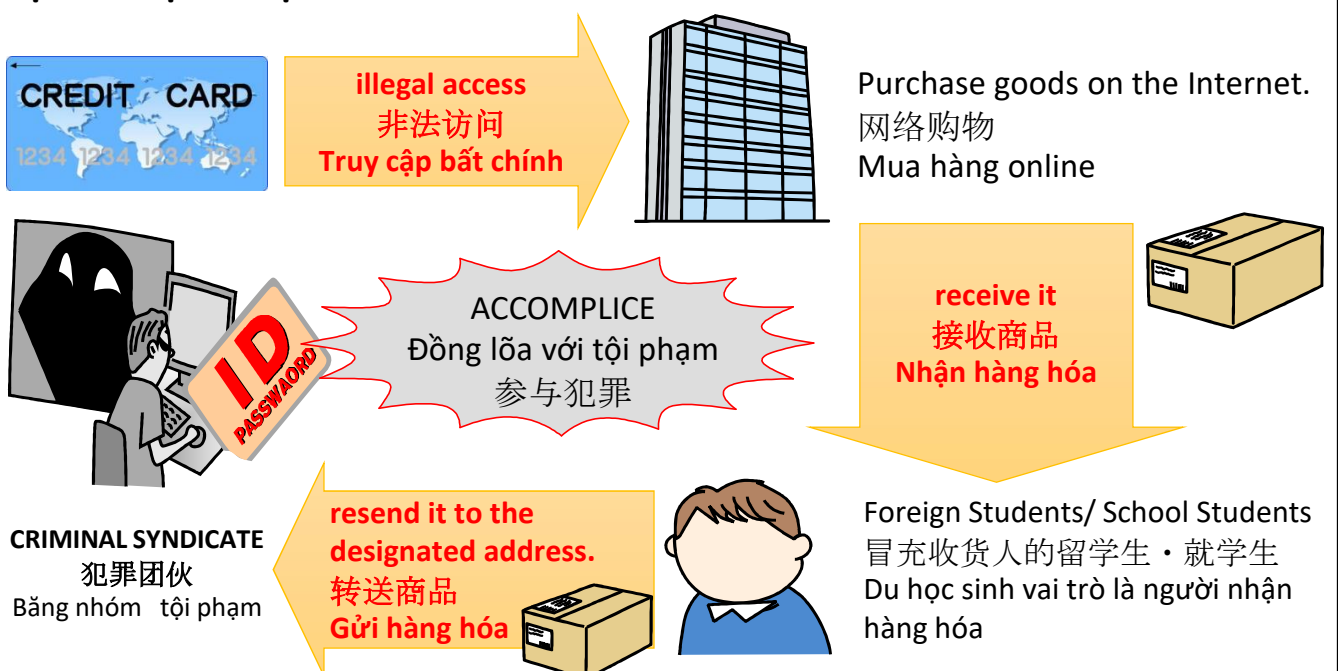 CREDIT CARD
1234 1234 1234 1234
illegal access
非法访问
Truy cập bất chính
Purchase goods on the Internet.
网络购物
Mua hàng online
ID
PASSWAORD
ACCOMPLICE
Đồng lõa với tội phạm
参与犯罪
receive it
接收商品
Nhận hàng hóa
CRIMINAL SYNDICATE
犯罪团伙
Băng nhóm tội phạm
resend it to the
designated address.
转送商品
Gửi hàng hóa
Foreign Students/ School Students
冒充收货人的留学生・就学生
Du học sinh vai trò là người nhận
hàng hóa